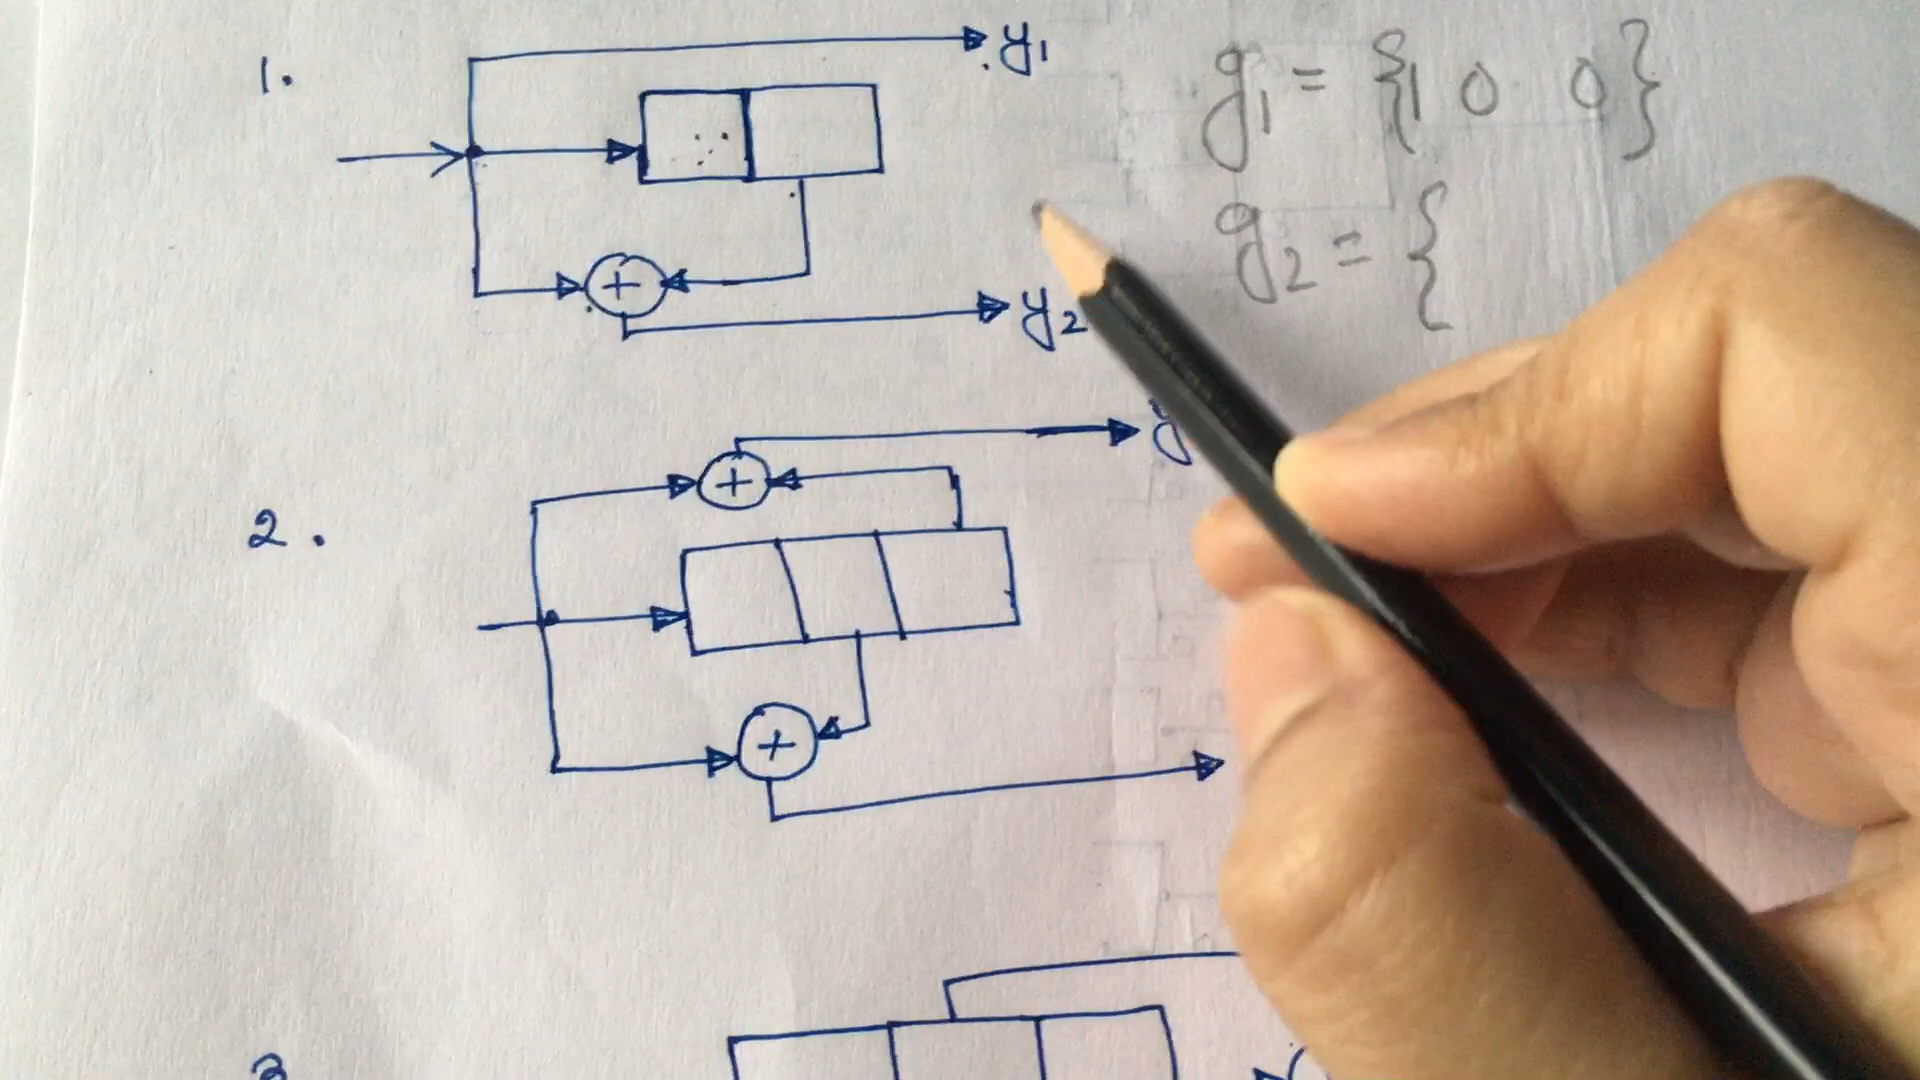 1.
y1
g1 = {1 0 0}
+
g2 = {
y2
y
+
2.
+
3